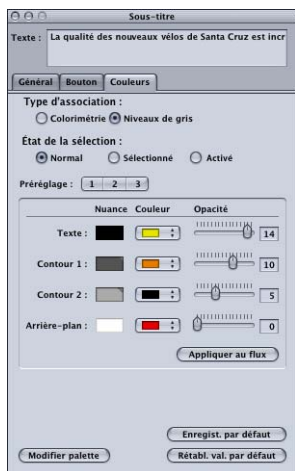 Sous-titre
Texte : La qualité des nouveaux vélos de Santa Cruz est incr
Général Bouton Couleurs
Type d'association :
Colorimétrie Niveaux de gris
État de la sélection :
Normal Sélectionné Activé
Préréglage : 1 2 3
Nuance Couleur Opacité
Texte : 14
Contour 1 : 10
Contour 2 : 5
Arrière-plan : 0
Appliquer au flux
Enregist. par défaut
Modifier palette Rétabl. val. par défaut